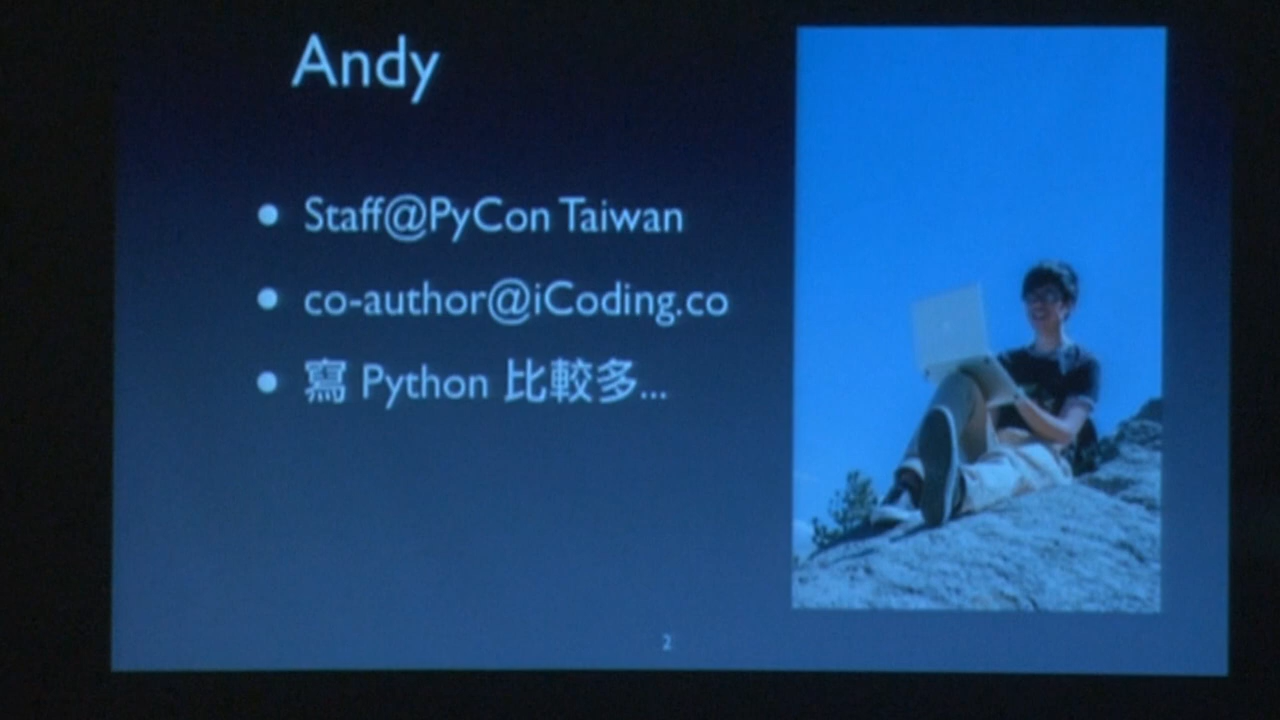 Andy
Staff@PyCon Taiwan
co-author@iCoding.co
寫 Python 比較多...
2